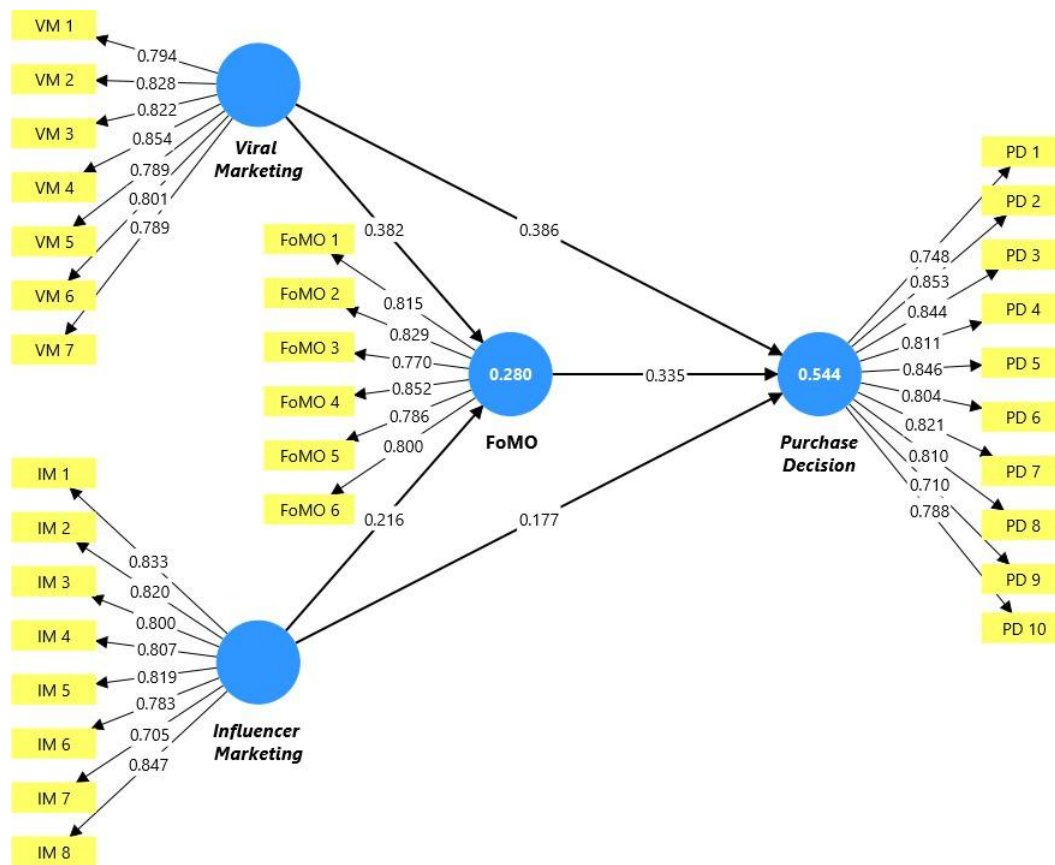 VM 1
VM 2
VM 3
VM 4
VM 5
VM 6
VM 7
0.794
0.828
0.822
0.854
0.789
0.801
0.789
Viral
Marketing
0.382
0.386
FoMO 1
FoMO 2
FoMO 3
FoMO 4
FoMO 5
FoMO 6
0.815
0.829
0.770
0.852
0.786
0.800
0.280
FoMO
0.335
0.544
Purchase
Decision
PD 1
PD 2
PD 3
PD 4
PD 5
PD 6
PD 7
PD 8
PD 9
PD 10
0.748
0.853
0.844
0.811
0.846
0.804
0.821
0.810
0.710
0.788
IM 1
IM 2
IM 3
IM 4
IM 5
IM 6
IM 7
IM 8
0.833
0.820
0.800
0.807
0.819
0.783
0.705
0.847
0.216
0.177
Influencer
Marketing